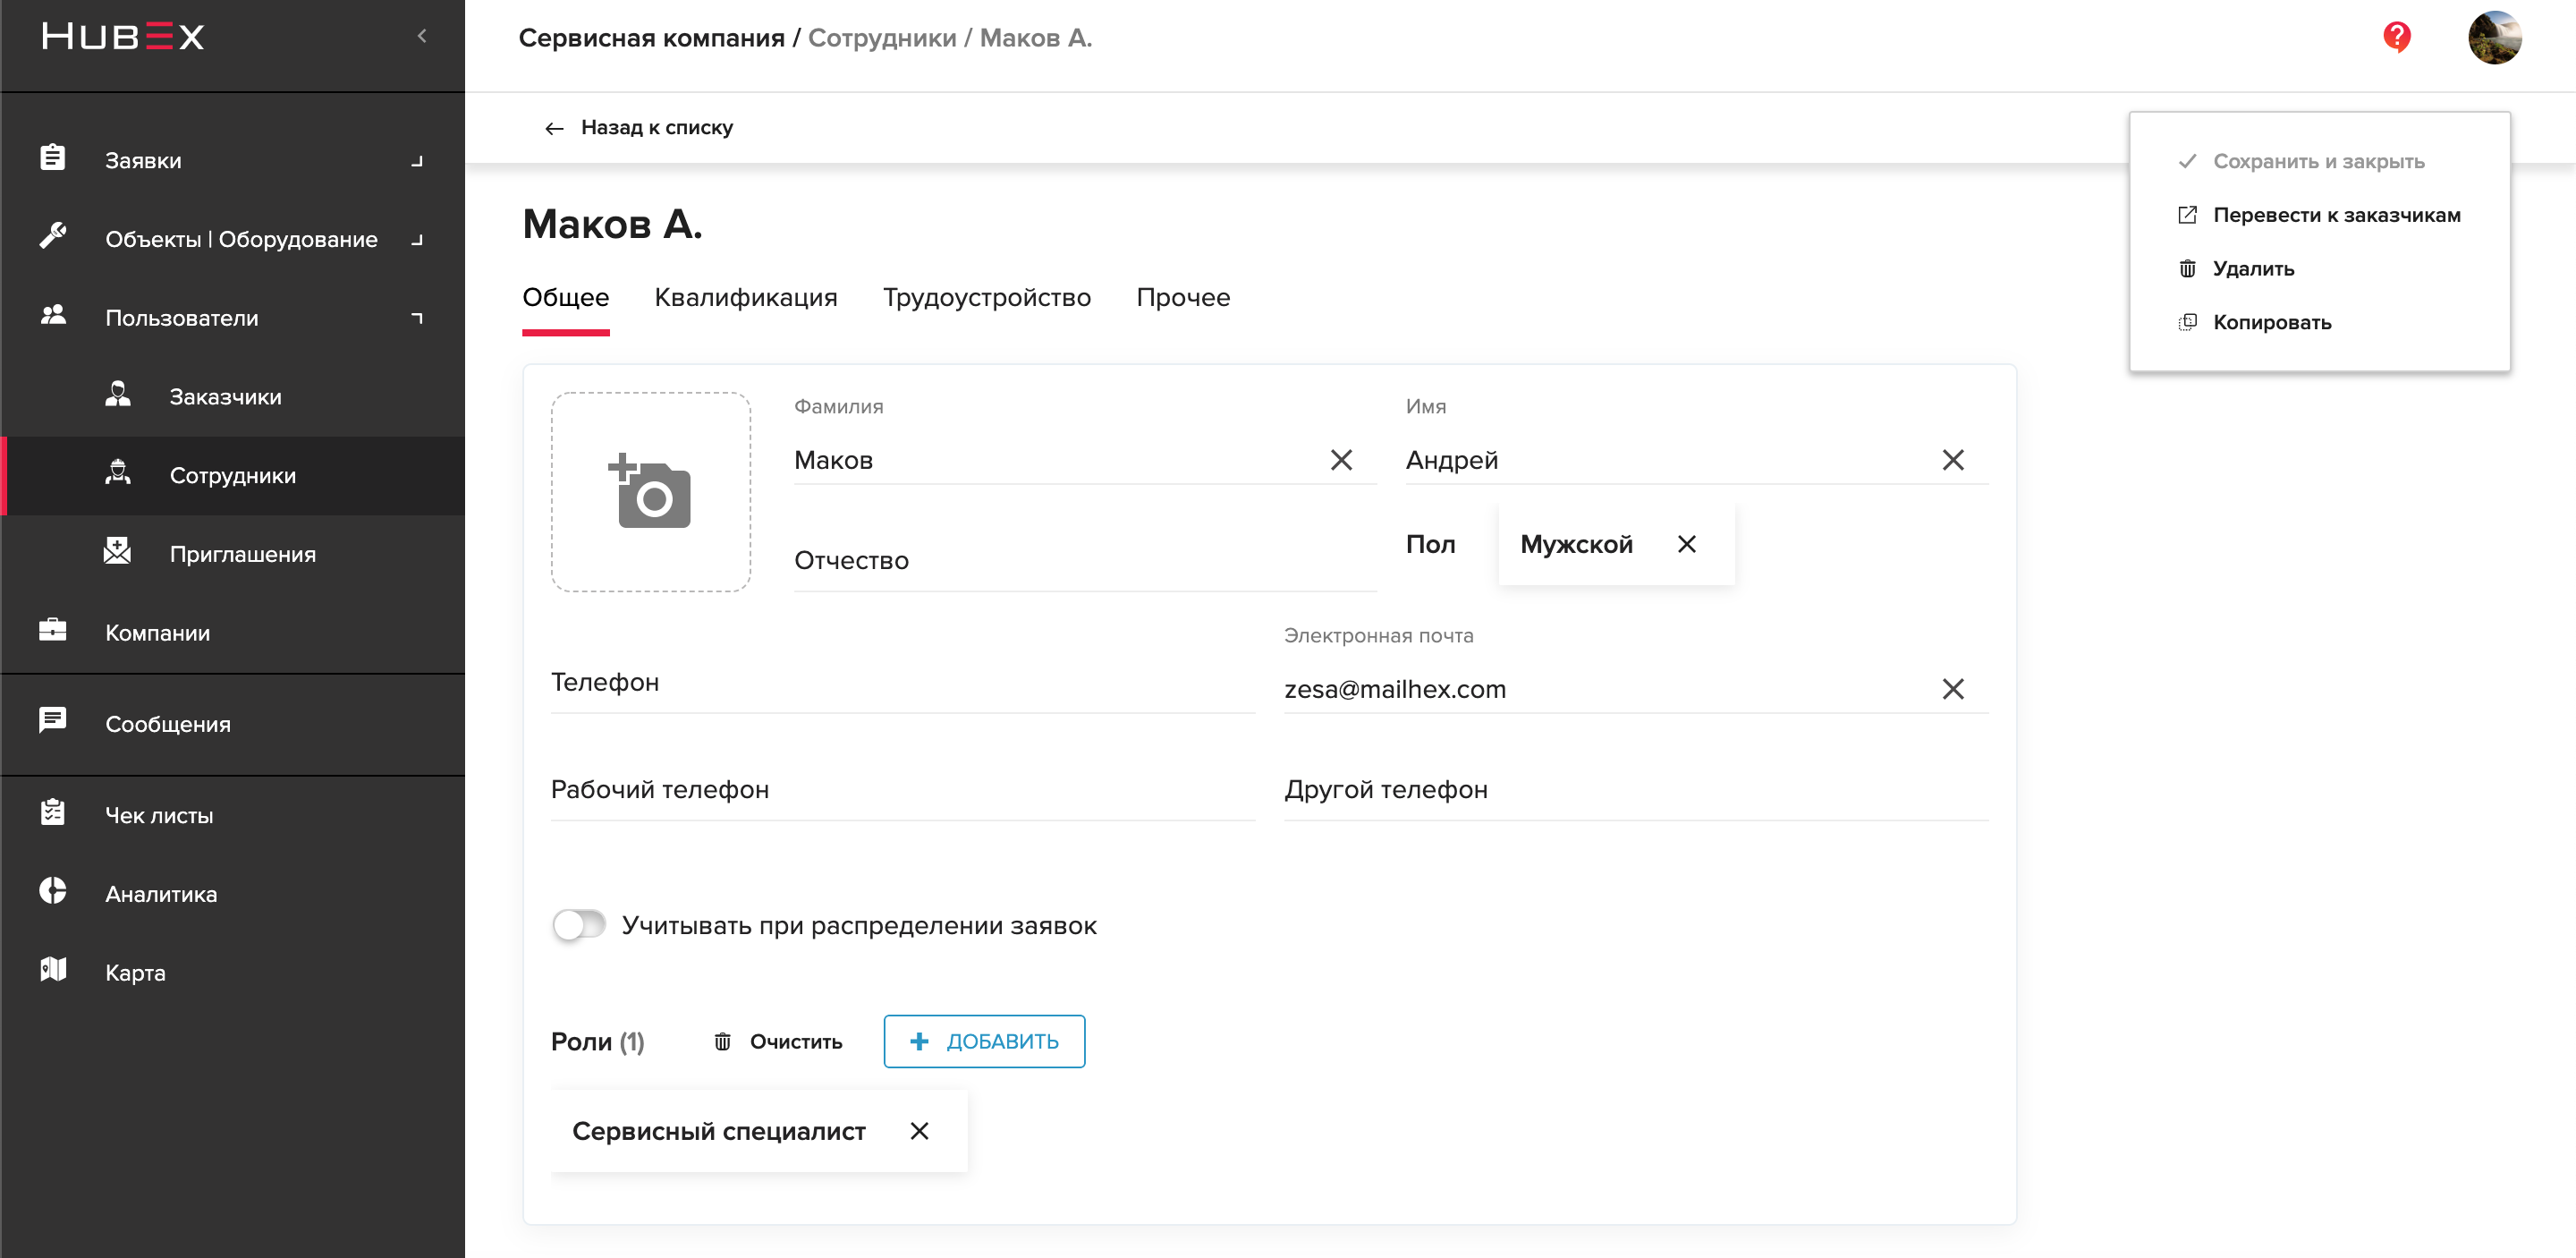 HUBEX
Сервисная компания / Сотрудники / Маков А.
Назад к списку
Заявки
Объекты | Оборудование
Пользователи
Заказчики
Сотрудники
Приглашения
Компании
Сообщения
Чек листы
Аналитика
Карта
Сохранить и закрыть
Перевести к заказчикам
Удалить
Копировать
Маков А.
Общее Квалификация Трудоустройство Прочее
Фамилия Имя
Маков Андрей
Отчество Пол Мужской
Электронная почта
Телефон zesa@mailhex.com
Рабочий телефон Другой телефон
Учитывать при распределении заявок
Роли (1) Очистить + ДОБАВИТЬ
Сервисный специалист